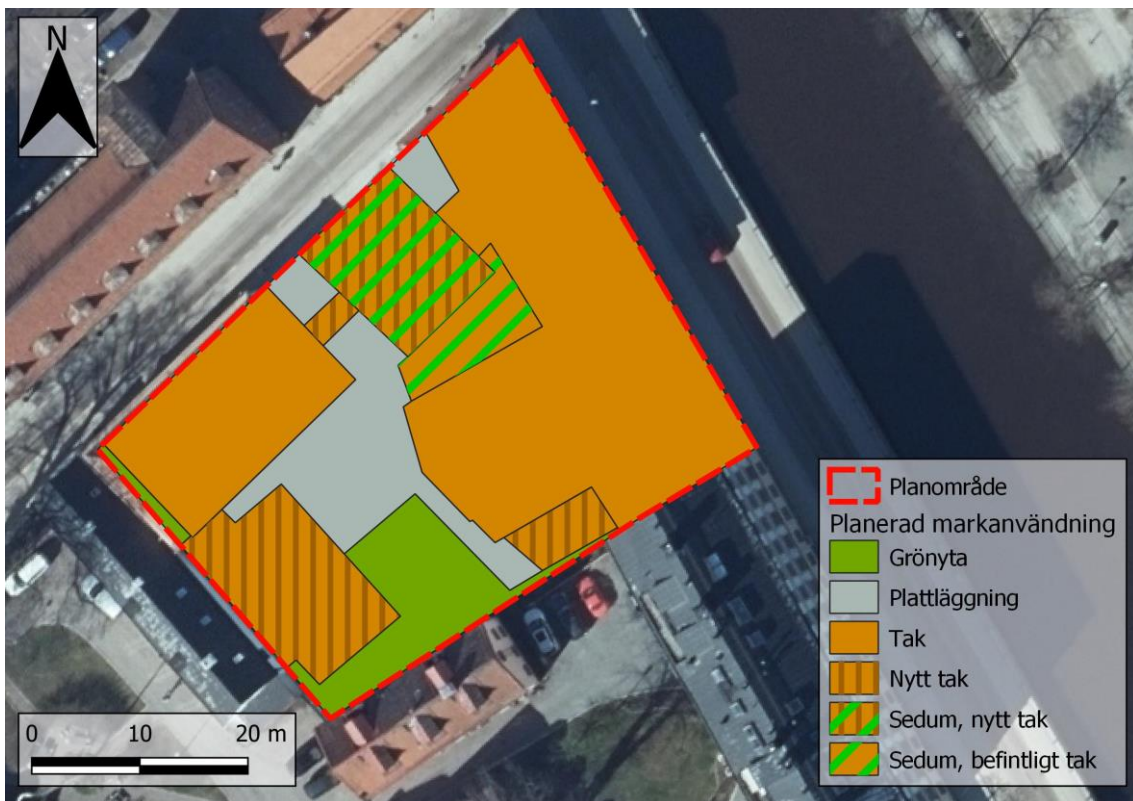 N
0 10 20 m
Planområde
Planerad markanvändning
Grönyta
Plattläggning
Tak
Nytt tak
Sedum, nytt tak
Sedum, befintligt tak